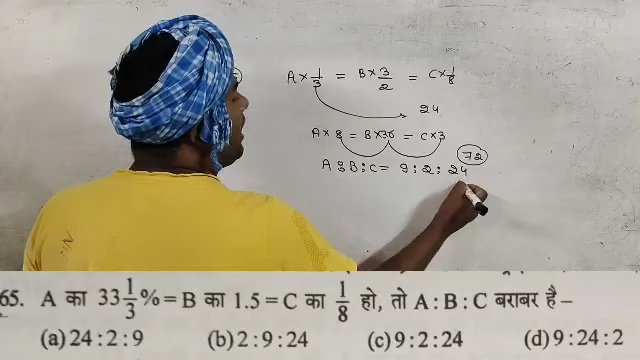 A × 1/3 = B × 3/2 = C × 1/8
24
A × 8 = B × 36 = C × 3
72
A : B : C = 9 : 2 : 24
65. A का 33 1/3 % = B का 1.5 = C का 1/8 हो, तो A : B : C बराबर है –
(a) 24 : 2 : 9 (b) 2 : 9 : 24 (c) 9 : 2 : 24 (d) 9 : 24 : 2